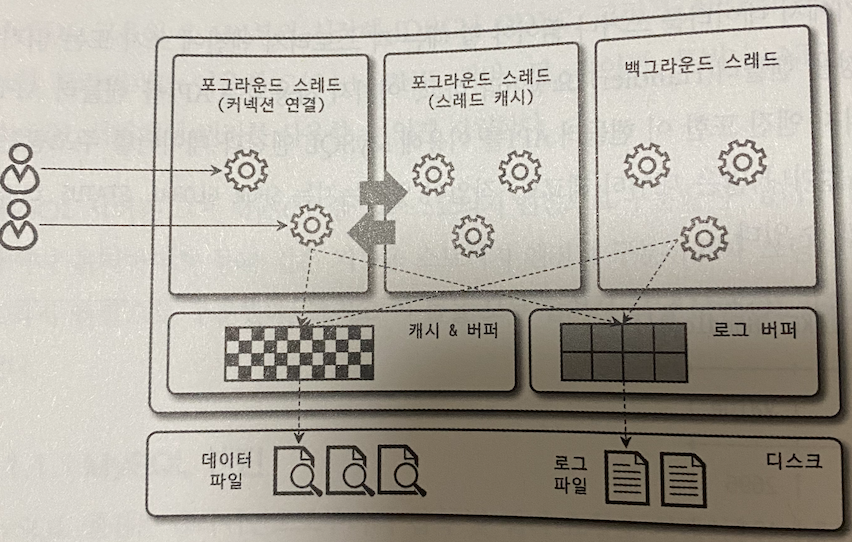 포그라운드 스레드
(커넥션 연결)
포그라운드 스레드
(스레드 캐시)
백그라운드 스레드
캐시 & 버퍼
로그 버퍼
데이터
파일
로그
파일
디스크